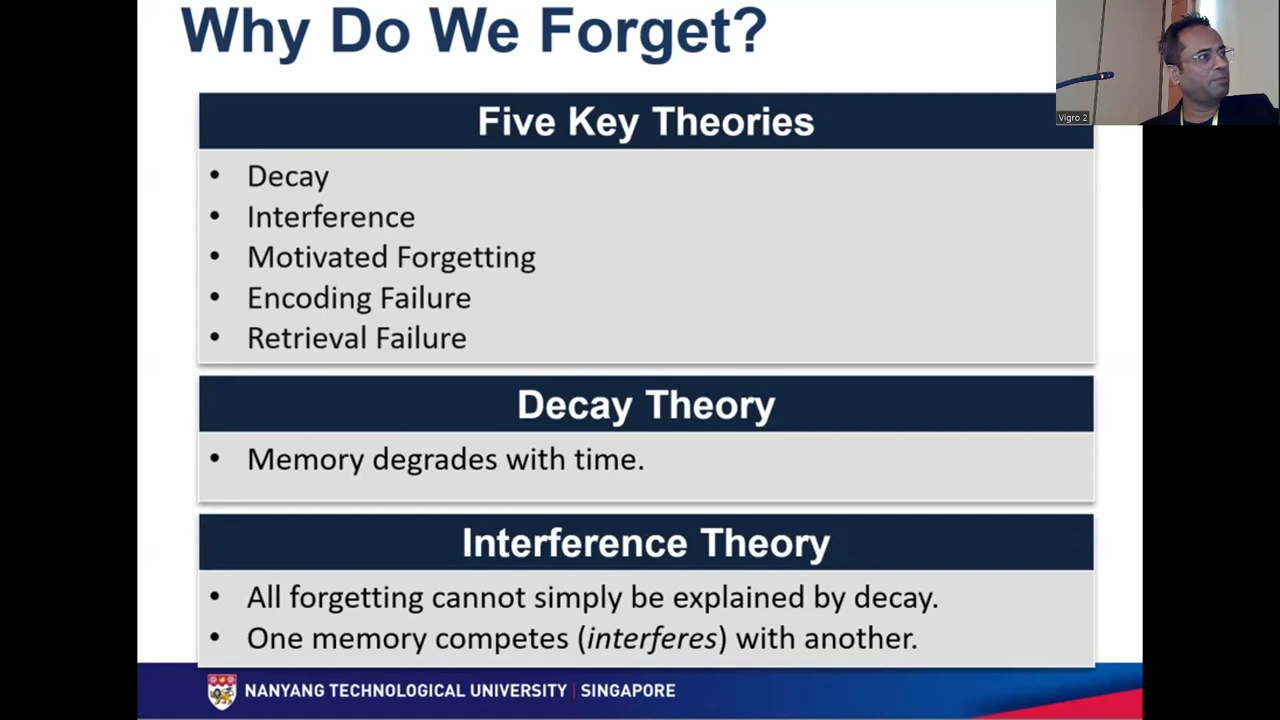 Why Do We Forget?
Five Key Theories
• Decay
• Interference
• Motivated Forgetting
• Encoding Failure
• Retrieval Failure
Decay Theory
• Memory degrades with time.
Interference Theory
• All forgetting cannot simply be explained by decay.
• One memory competes (interferes) with another.
NANYANG TECHNOLOGICAL UNIVERSITY | SINGAPORE
Vigro 2